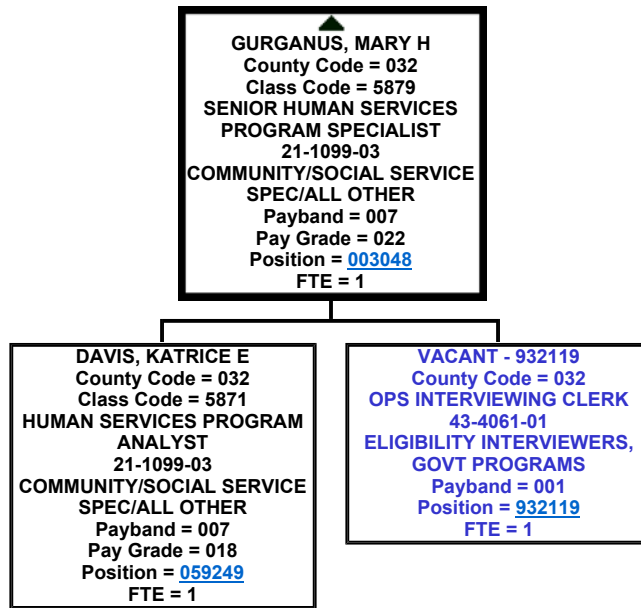 GURGANUS, MARY H
County Code = 032
Class Code = 5879
SENIOR HUMAN SERVICES
PROGRAM SPECIALIST
21-1099-03
COMMUNITY/SOCIAL SERVICE
SPEC/ALL OTHER
Payband = 007
Pay Grade = 022
Position = 003048
FTE = 1
DAVIS, KATRICE E
County Code = 032
Class Code = 5871
HUMAN SERVICES PROGRAM
ANALYST
21-1099-03
COMMUNITY/SOCIAL SERVICE
SPEC/ALL OTHER
Payband = 007
Pay Grade = 018
Position = 059249
FTE = 1
VACANT - 932119
County Code = 032
OPS INTERVIEWING CLERK
43-4061-01
ELIGIBILITY INTERVIEWERS,
GOVT PROGRAMS
Payband = 001
Position = 932119
FTE = 1